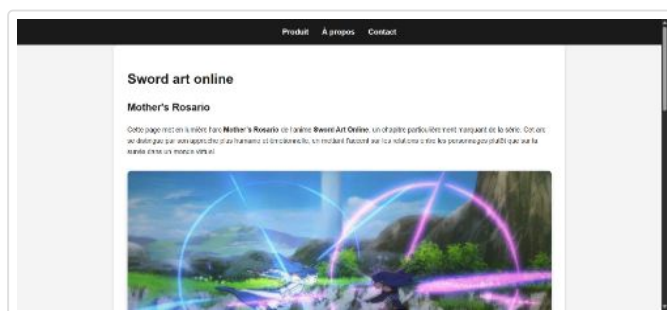 Produit À propos Contact
Sword art online
Mother's Rosario
Cette page met en lumière l'arc Mother's Rosario de l'anime Sword Art Online, un chapitre particulièrement marquant de la série. Cet arc
se distingue par son approche plus humaine et émotionnelle, en mettant l'accent sur les relations entre les personnages plutôt que sur la
survie dans un monde virtuel.